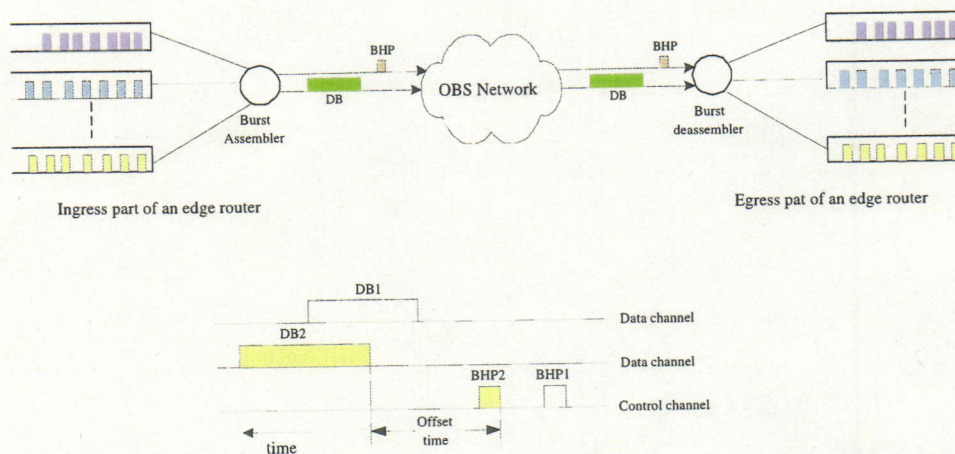 BHP
BHP
OBS Network
DB
DB
Burst
Assembler
Burst
deassembler
Ingress part of an edge router
Egress pat of an edge router
DB1
Data channel
DB2
Data channel
BHP2
BHP1
Control channel
Offset
time
time